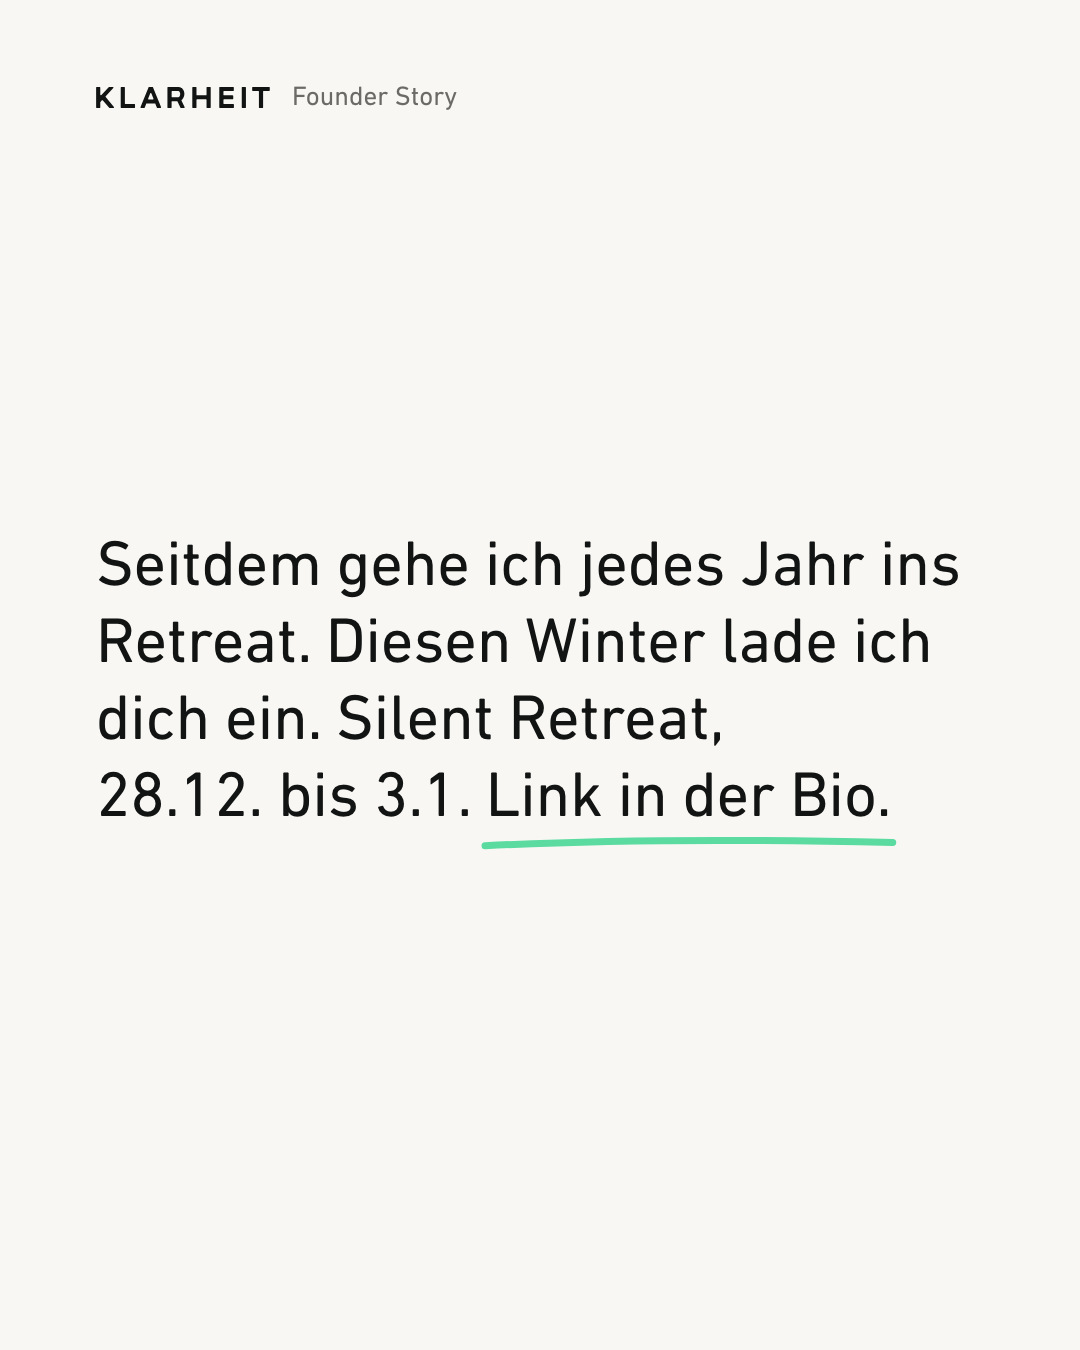 KLARHEIT Founder Story
Seitdem gehe ich jedes Jahr ins
Retreat. Diesen Winter lade ich
dich ein. Silent Retreat,
28.12. bis 3.1. Link in der Bio.